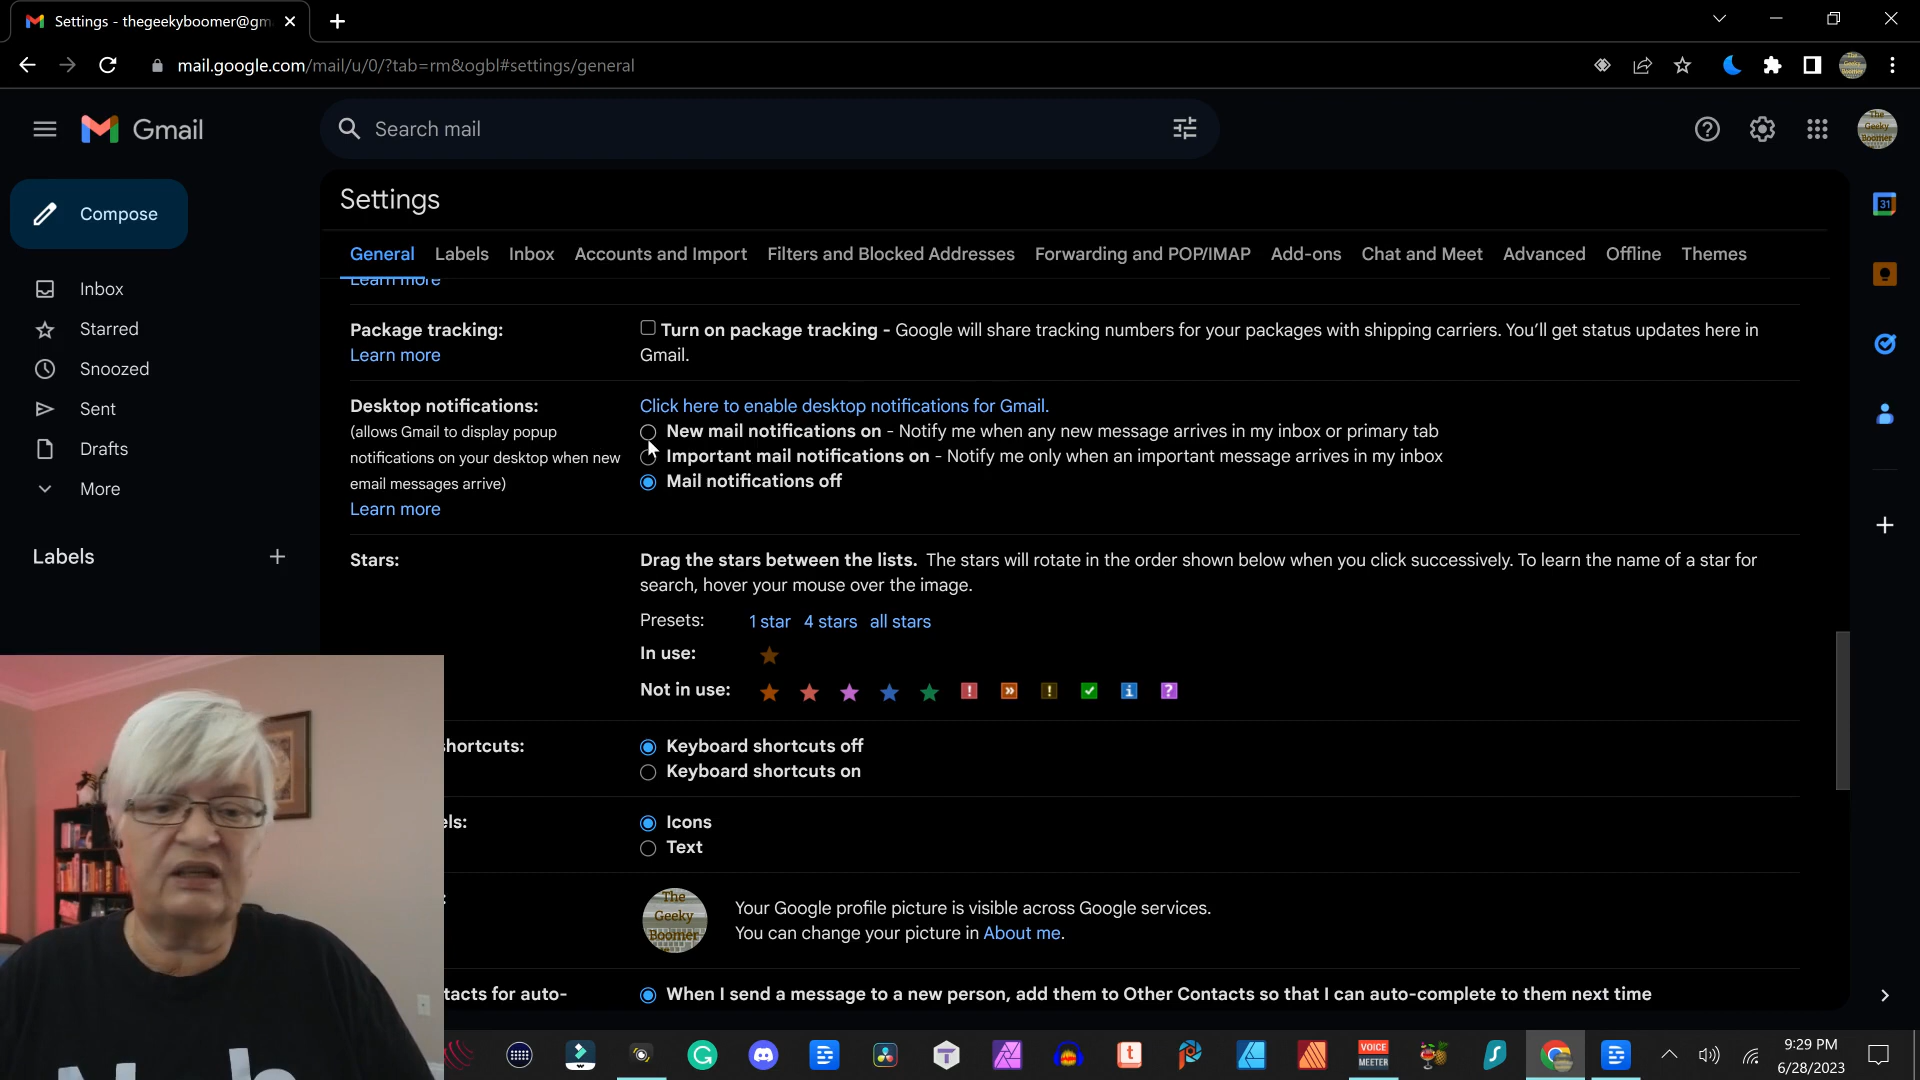 Settings - thegeekyboomer@gm
mail.google.com/mail/u/0/?tab=rm&ogbl#settings/general
Gmail
Search mail
The Geeky Boomer
Compose
Inbox
Starred
Snoozed
Sent
Drafts
More
Labels
31
Settings
General Labels Inbox Accounts and Import Filters and Blocked Addresses Forwarding and POP/IMAP Add-ons Chat and Meet Advanced Offline Themes
Learn more
Package tracking:
Learn more
Turn on package tracking - Google will share tracking numbers for your packages with shipping carriers. You'll get status updates here in
Gmail.
Desktop notifications:
(allows Gmail to display popup
notifications on your desktop when new
email messages arrive)
Learn more
Click here to enable desktop notifications for Gmail.
New mail notifications on - Notify me when any new message arrives in my inbox or primary tab
Important mail notifications on - Notify me only when an important message arrives in my inbox
Mail notifications off
Stars:
Drag the stars between the lists. The stars will rotate in the order shown below when you click successively. To learn the name of a star for
search, hover your mouse over the image.
Presets: 1 star 4 stars all stars
In use:
Not in use:
hortcuts:
Keyboard shortcuts off
Keyboard shortcuts on
els:
Icons
Text
The
Geeky
Boomer
Your Google profile picture is visible across Google services.
You can change your picture in About me.
tacts for auto-
When I send a message to a new person, add them to Other Contacts so that I can auto-complete to them next time
VOICE
MEETER
9:29 PM
6/28/2023